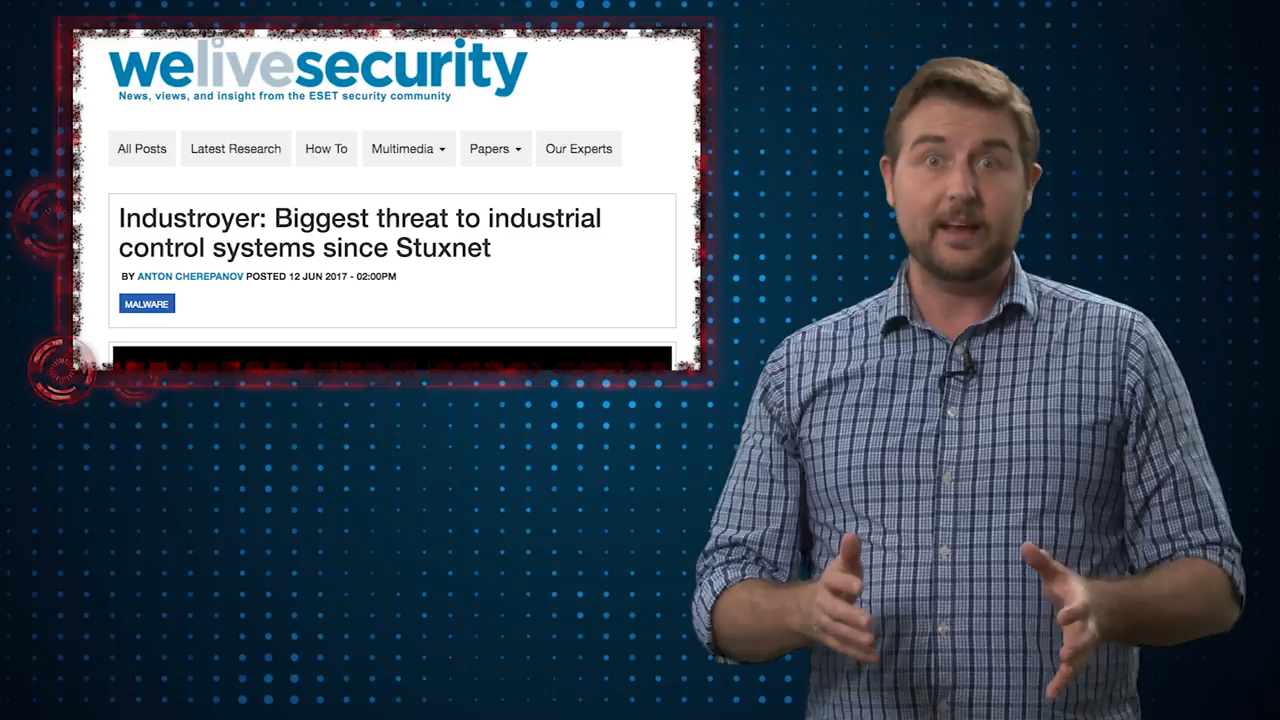 welivesecurity
News, views, and insight from the ESET security community
All Posts Latest Research How To Multimedia Papers Our Experts
Industroyer: Biggest threat to industrial
control systems since Stuxnet
BY ANTON CHEREPANOV POSTED 12 JUN 2017 - 02:00PM
MALWARE